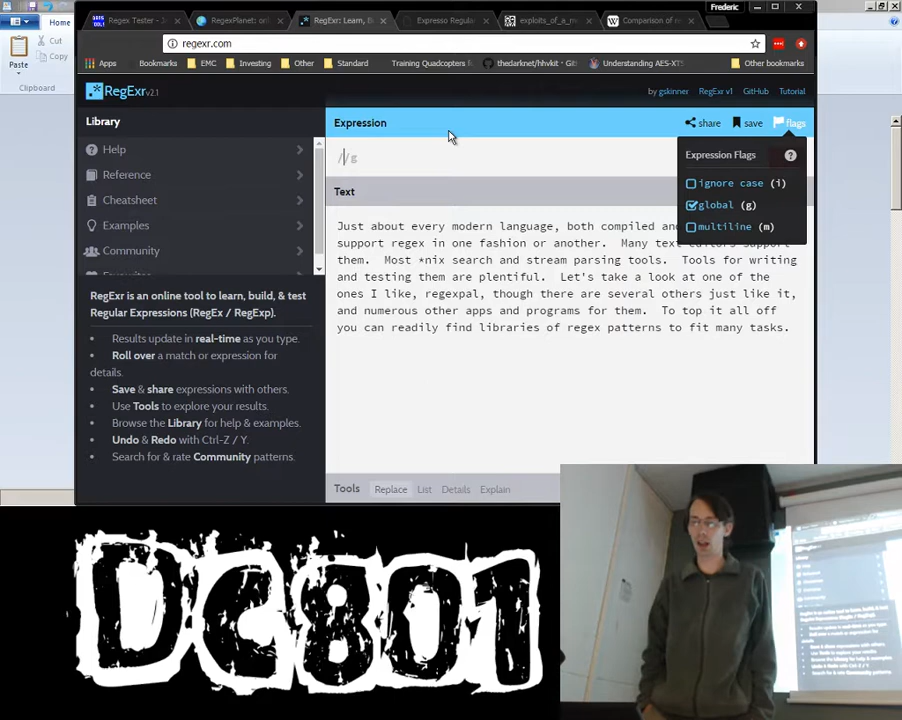 Frederic
Home
Cut
Copy
Paste
Clipboard
Regex Tester - J
RegexPlanet: onl
RegExr: Learn, B
Expresso Regula
exploits_of_a_m
Comparison of re
regexr.com
Apps
Bookmarks
EMC
Investing
Other
Standard
Training Quadcopters
thedarknet/hhvkit · Git
Understanding AES-XTS
Other bookmarks
RegExr v2.1
by gskinner
RegExr v1
GitHub
Tutorial
Library
Help
Reference
Cheatsheet
Examples
Community
Favourites
RegExr is an online tool to learn, build, & test
Regular Expressions (RegEx / RegExp).
Results update in real-time as you type.
Roll over a match or expression for
details.
Save & share expressions with others.
Use Tools to explore your results.
Browse the Library for help & examples.
Undo & Redo with Ctrl-Z / Y.
Search for & rate Community patterns.
Expression
share
save
flags
//g
Expression Flags
?
ignore case (i)
global (g)
multiline (m)
Text
Just about every modern language, both compiled and
support regex in one fashion or another. Many text editors support
them. Most *nix search and stream parsing tools. Tools for writing
and testing them are plentiful. Let's take a look at one of the
ones I like, regexpal, though there are several others just like it,
and numerous other apps and programs for them. To top it all off
you can readily find libraries of regex patterns to fit many tasks.
Tools
Replace
List
Details
Explain
DC801